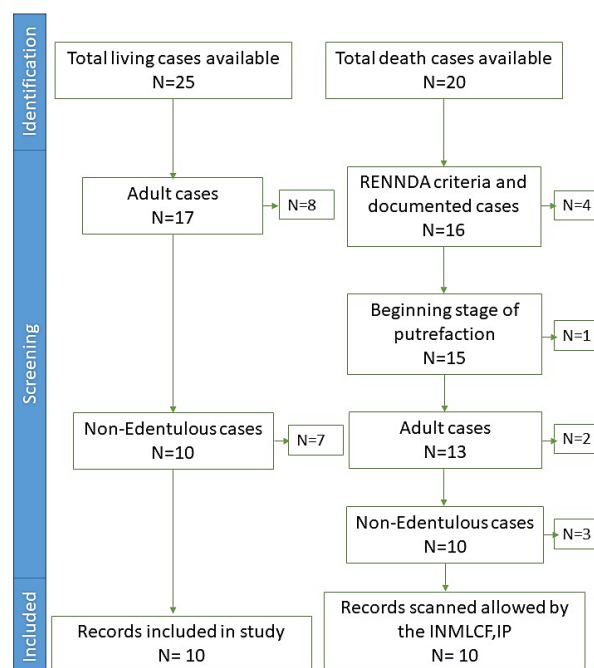 Identification
Total living cases available
N=25
Total death cases available
N=20
Screening
Adult cases
N=17
N=8
RENNDA criteria and
documented cases
N=16
N=4
Beginning stage of
putrefaction
N=15
N=1
Non-Edentulous cases
N=10
N=7
Adult cases
N=13
N=2
Non-Edentulous cases
N=10
N=3
Included
Records included in study
N= 10
Records scanned allowed by
the INMLCF,IP
N= 10